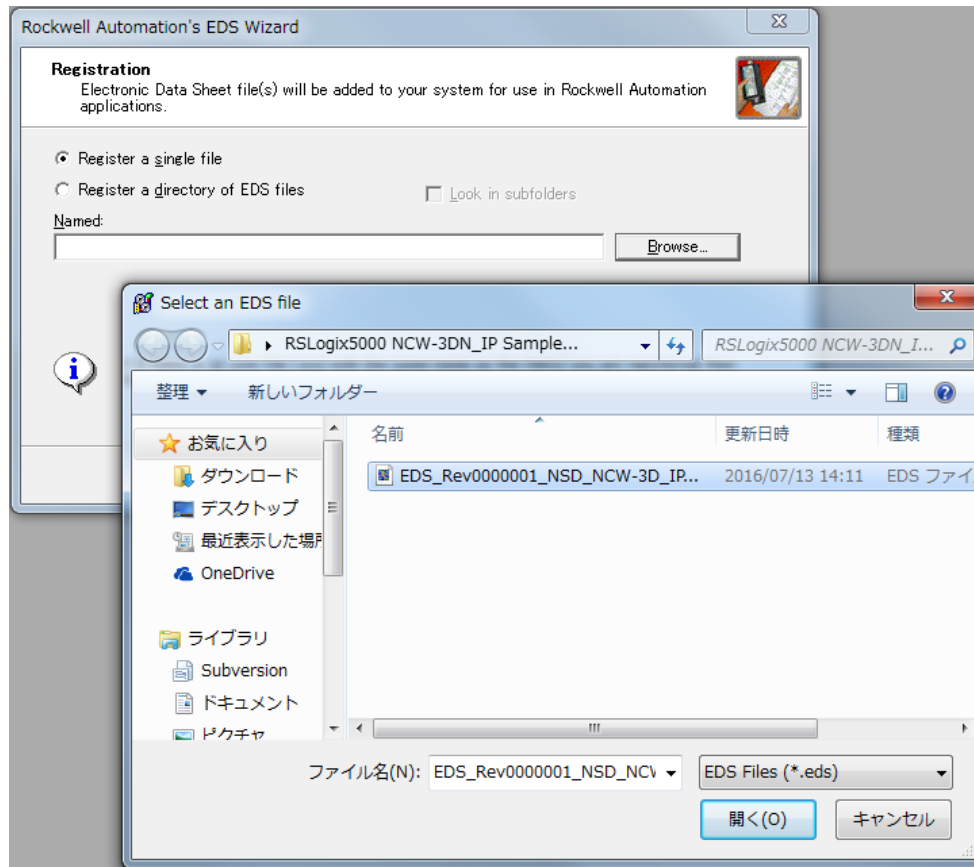 Rockwell Automation's EDS Wizard
Registration
Electronic Data Sheet file(s) will be added to your system for use in Rockwell Automation
applications.
Register a single file
Register a directory of EDS files
Look in subfolders
Named:
Browse...
Select an EDS file
RSLogix5000 NCW-3DN_IP Sample...
RSLogix5000 NCW-3DN_I...
整理
新しいフォルダー
名前
更新日時
種類
お気に入り
ダウンロード
デスクトップ
最近表示した場所
OneDrive
ライブラリ
Subversion
ドキュメント
ピクチャ
EDS_Rev0000001_NSD_NCW-3D_IP...
2016/07/13 14:11
EDS ファイ
ファイル名(N):
EDS_Rev0000001_NSD_NCV
EDS Files (*.eds)
開く(O)
キャンセル